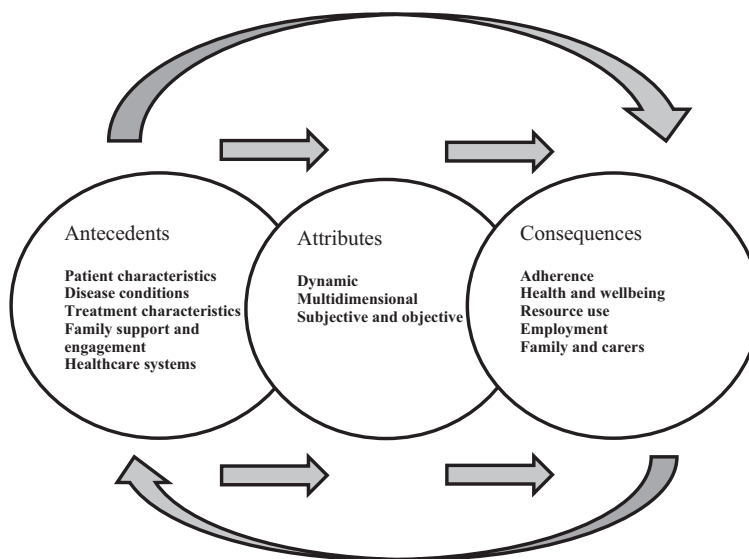 Antecedents
Patient characteristics
Disease conditions
Treatment characteristics
Family support and
engagement
Healthcare systems
Attributes
Dynamic
Multidimensional
Subjective and objective
Consequences
Adherence
Health and wellbeing
Resource use
Employment
Family and carers